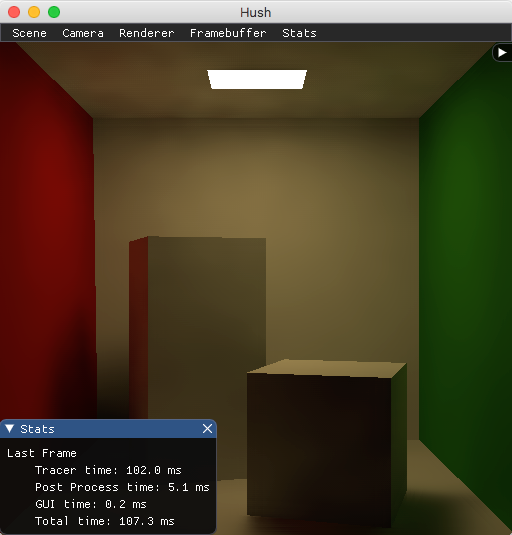 Hush
Scene Camera Renderer Framebuffer Stats
Stats
Last Frame
Tracer time: 102.0 ms
Post Process time: 5.1 ms
GUI time: 0.2 ms
Total time: 107.3 ms